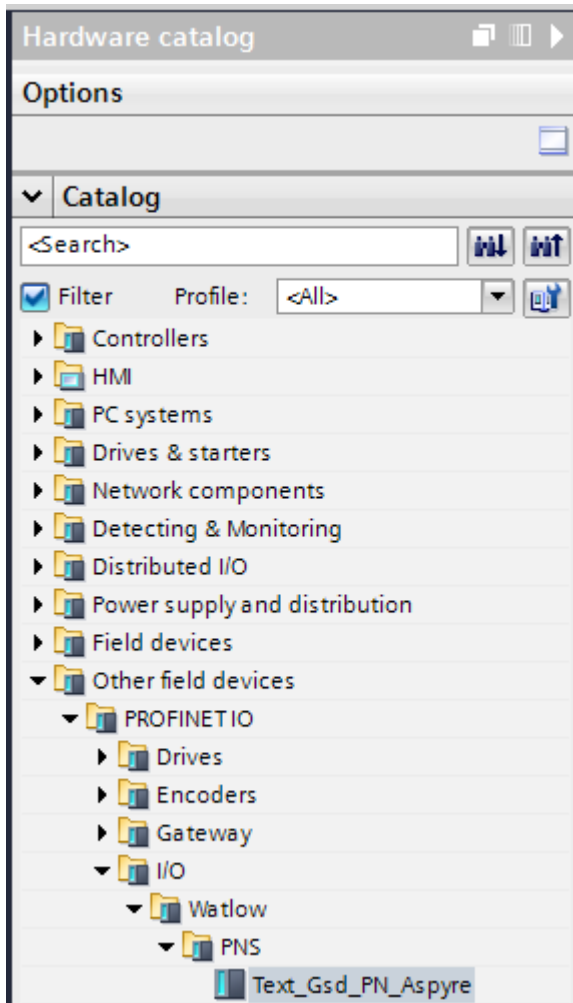 Hardware catalog
Options
Catalog
<Search>
Filter Profile: <All>
Controllers
HMI
PC systems
Drives & starters
Network components
Detecting & Monitoring
Distributed I/O
Power supply and distribution
Field devices
Other field devices
PROFINET IO
Drives
Encoders
Gateway
I/O
Watlow
PNS
Text_Gsd_PN_Aspyre